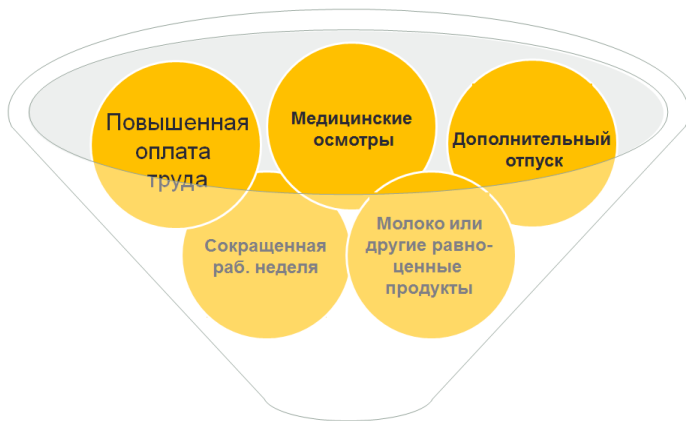 Повышенная
оплата
труда
Медицинские
осмотры
Дополнительный
отпуск
Сокращенная
раб. неделя
Молоко или
другие равно-
ценные
продукты